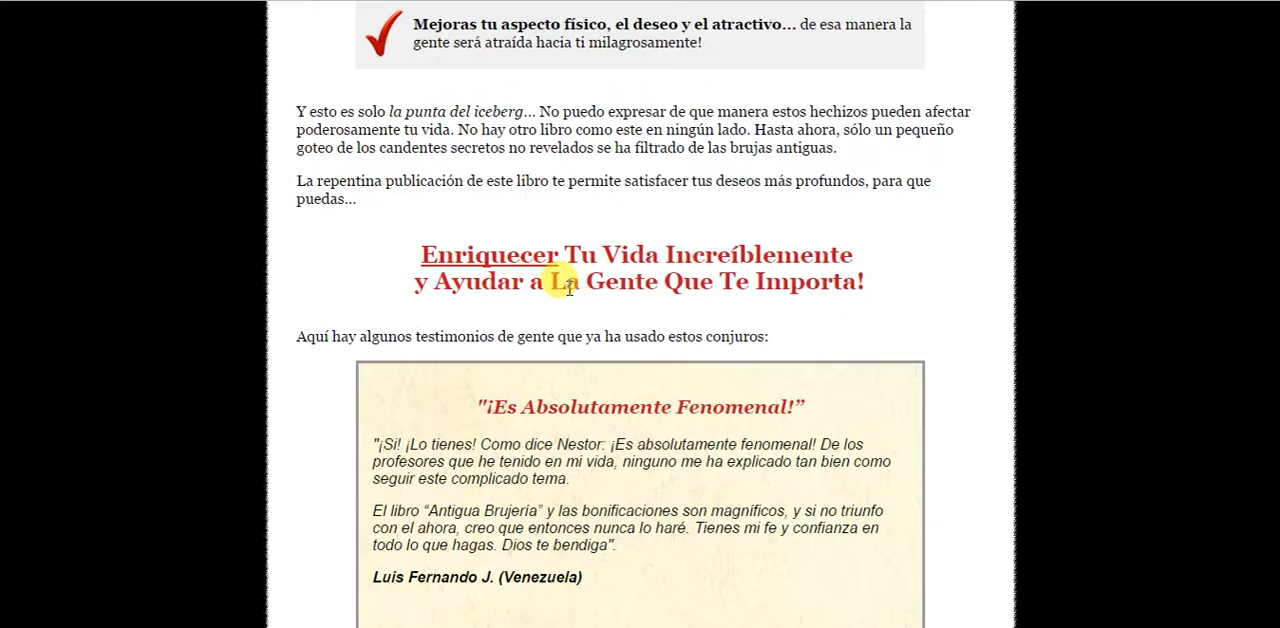 Mejoras tu aspecto físico, el deseo y el atractivo... de esa manera la
gente será atraída hacia ti milagrosamente!
Y esto es solo la punta del iceberg... No puedo expresar de que manera estos hechizos pueden afectar
poderosamente tu vida. No hay otro libro como este en ningún lado. Hasta ahora, sólo un pequeño
goteo de los candentes secretos no revelados se ha filtrado de las brujas antiguas.
La repentina publicación de este libro te permite satisfacer tus deseos más profundos, para que
puedas...
Enriquecer Tu Vida Increíblemente
y Ayudar a La Gente Que Te Importa!
Aquí hay algunos testimonios de gente que ya ha usado estos conjuros:
"¡Es Absolutamente Fenomenal!”
"¡Si! ¡Lo tienes! Como dice Nestor: ¡Es absolutamente fenomenal! De los
profesores que he tenido en mi vida, ninguno me ha explicado tan bien como
seguir este complicado tema.
El libro “Antigua Brujería” y las bonificaciones son magníficos, y si no triunfo
con el ahora, creo que entonces nunca lo haré. Tienes mi fe y confianza en
todo lo que hagas. Dios te bendiga".
Luis Fernando J. (Venezuela)